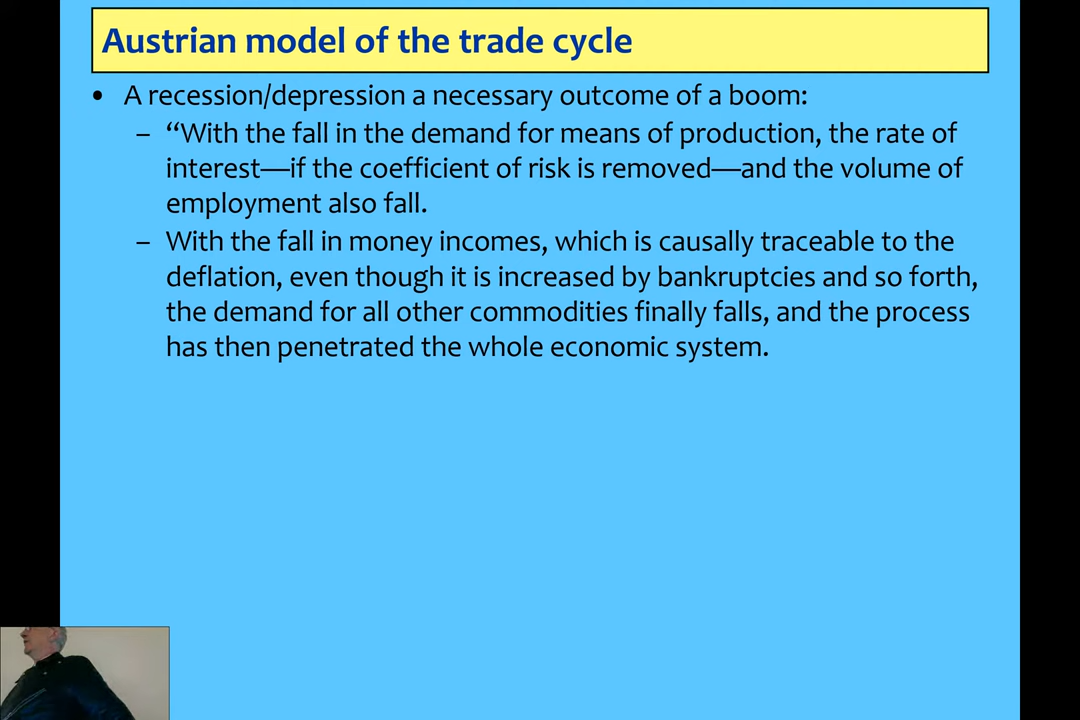 Austrian model of the trade cycle
• A recession/depression a necessary outcome of a boom:
– “With the fall in the demand for means of production, the rate of
interest—if the coefficient of risk is removed—and the volume of
employment also fall.
– With the fall in money incomes, which is causally traceable to the
deflation, even though it is increased by bankruptcies and so forth,
the demand for all other commodities finally falls, and the process
has then penetrated the whole economic system.